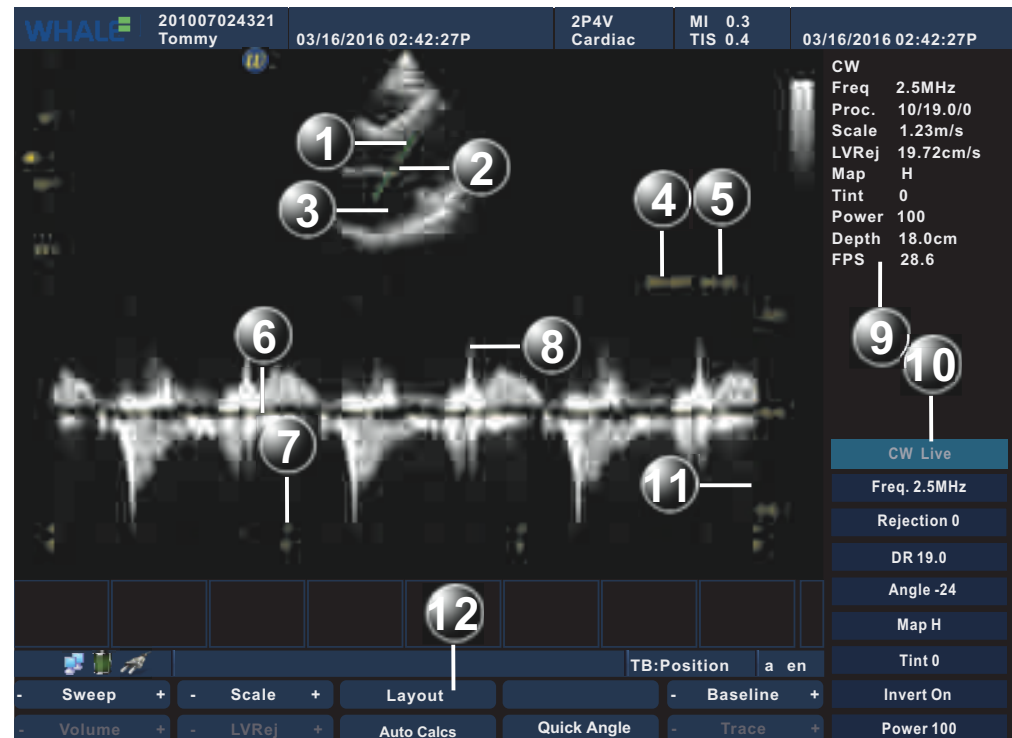 WHALE
201007024321
Tommy
03/16/2016 02:42:27P
2P4V
Cardiac
MI 0.3
TIS 0.4
03/16/2016 02:42:27P
CW
Freq 2.5MHz
Proc. 10/19.0/0
Scale 1.23m/s
LVRej 19.72cm/s
Map H
Tint 0
Power 100
Depth 18.0cm
FPS 28.6
1
2
3
4
5
6
7
8
9
10
11
12
CW Live
Freq. 2.5MHz
Rejection 0
DR 19.0
Angle -24
Map H
Tint 0
Invert On
Power 100
TB:Position a en
- Sweep +
- Scale +
Layout
- Baseline +
- Volume +
- LVRej +
Auto Calcs
Quick Angle
- Trace +